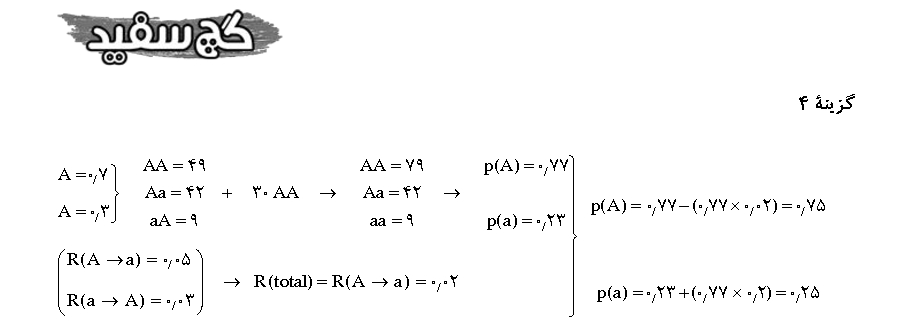 گچ سفید
گزینهٔ ۴
A = ۰/۷
A = ۰/۳
AA = ۴۹
Aa = ۴۲ + ۳۰ AA →
aA = ۹
AA = ۷۹
Aa = ۴۲ →
aa = ۹
p(A) = ۰/۷۷
p(a) = ۰/۲۳
p(A) = ۰/۷۷ − (۰/۷۷ × ۰/۰۲) = ۰/۷۵
R(A → a) = ۰/۰۵
R(a → A) = ۰/۰۳
→ R(total) = R(A → a) = ۰/۰۲
p(a) = ۰/۲۳ + (۰/۷۷ × ۰/۲) = ۰/۲۵